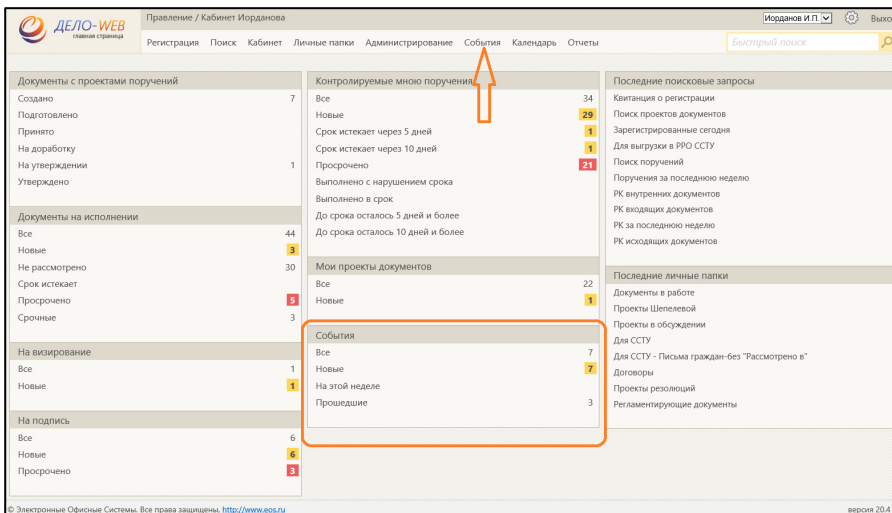 ДЕЛО-WEB
главная страница
Правление / Кабинет Иорданова
Иорданов И.П.
Выхо
Регистрация Поиск Кабинет Личные папки Администрирование События Календарь Отчеты
Быстрый поиск
Документы с проектами поручений
Создано 7
Подготовлено
Принято
На доработку
На утверждении 1
Утверждено
Документы на исполнении
Все 44
Новые 3
Не рассмотрено 30
Срок истекает
Просрочено 5
Срочные 3
На визирование
Все 1
Новые 1
На подпись
Все 6
Новые 6
Просрочено 3
Контролируемые мною поручения
Все 34
Новые 29
Срок истекает через 5 дней 1
Срок истекает через 10 дней 1
Просрочено 21
Выполнено с нарушением срока
Выполнено в срок
До срока осталось 5 дней и более
До срока осталось 10 дней и более
Мои проекты документов
Все 22
Новые 1
События
Все 7
Новые 7
На этой неделе
Прошедшие 3
Последние поисковые запросы
Квитанция о регистрации
Поиск проектов документов
Зарегистрированные сегодня
Для выгрузки в РРО ССТУ
Поиск поручений
Поручения за последнюю неделю
РК внутренних документов
РК входящих документов
РК за последнюю неделю
РК исходящих документов
Последние личные папки
Документы в работе
Проекты Шепелевой
Проекты в обсуждении
Для ССТУ
Для ССТУ - Письма граждан-без "Рассмотрено в"
Договоры
Проекты резолюций
Регламентирующие документы
© Электронные Офисные Системы. Все права защищены, http://www.eos.ru
версия 20.4